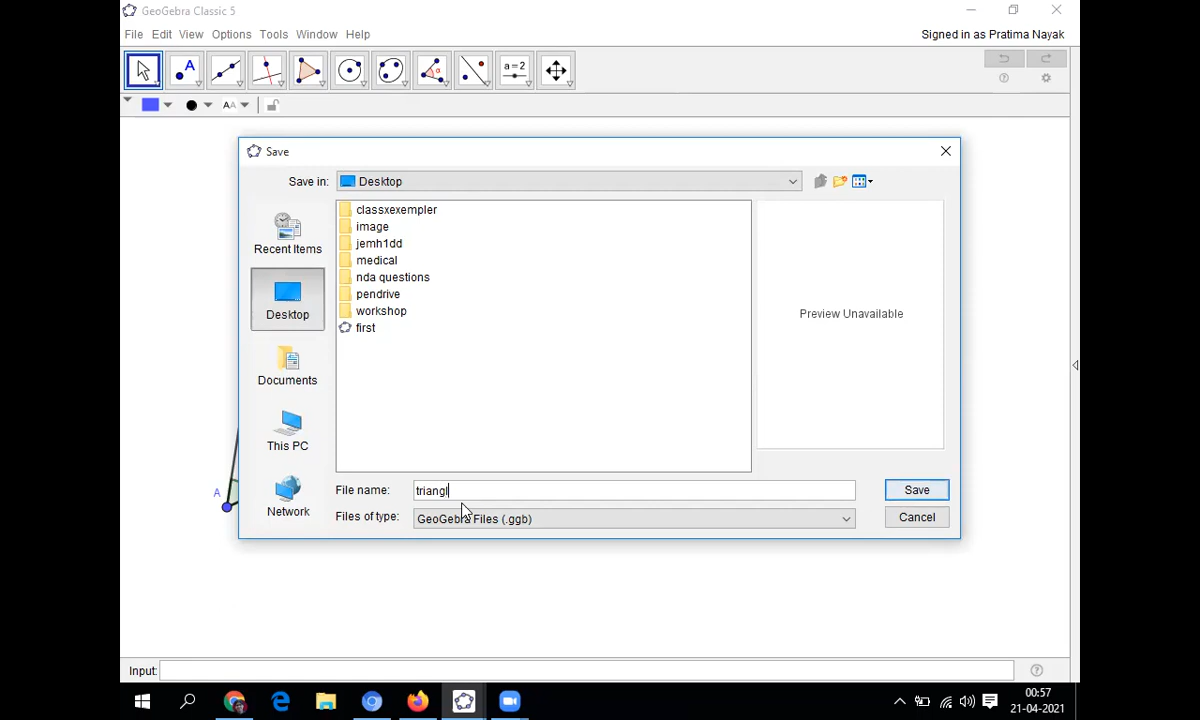 GeoGebra Classic 5
File Edit View Options Tools Window Help
Signed in as Pratima Nayak
A
a=2
AA
Save
Save in: Desktop
Recent Items
Desktop
Documents
This PC
Network
classxexempler
image
jemh1dd
medical
nda questions
pendrive
workshop
first
Preview Unavailable
A
File name: triangl
Save
Files of type: GeoGebra Files (.ggb)
Cancel
Input:
00:57
21-04-2021